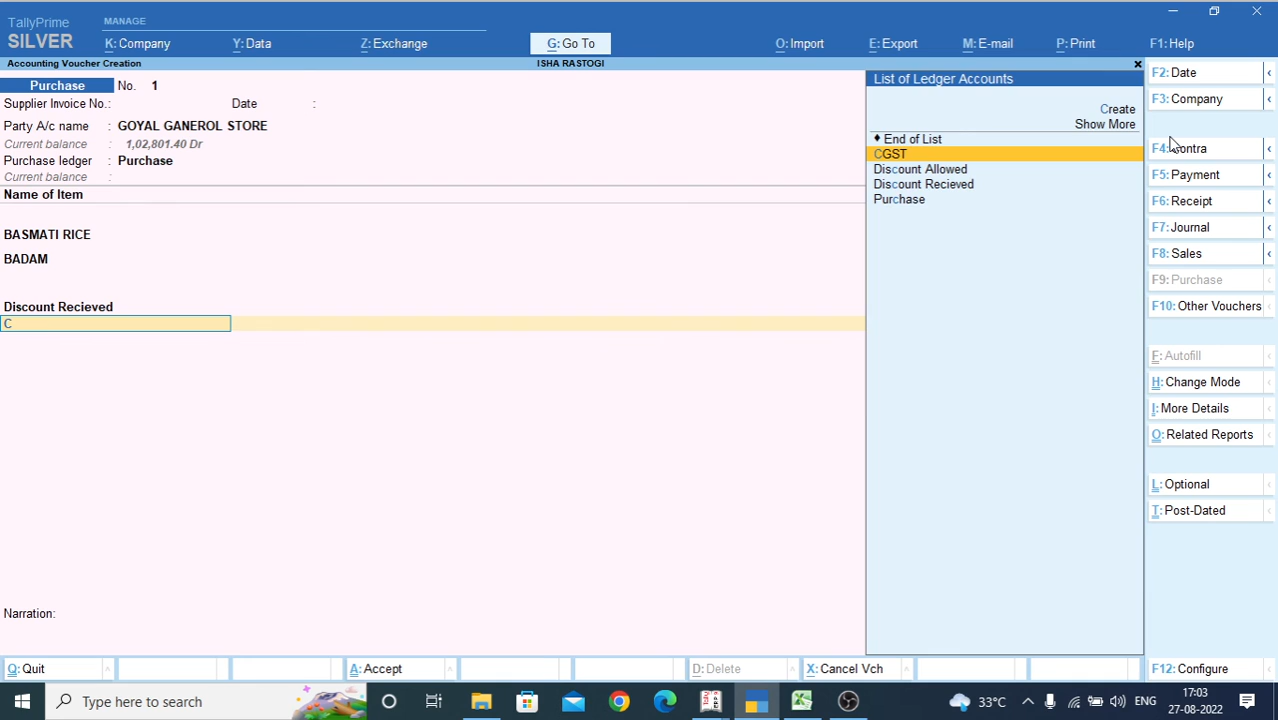 TallyPrime
MANAGE
SILVER
K: Company
Y: Data
Z: Exchange
G: Go To
O: Import
E: Export
M: E-mail
P: Print
F1: Help
Accounting Voucher Creation
ISHA RASTOGI
Purchase No. 1
Supplier Invoice No.: Date :
Party A/c name : GOYAL GANEROL STORE
Current balance : 1,02,801.40 Dr
Purchase ledger : Purchase
Current balance :
Name of Item
BASMATI RICE
BADAM
Discount Recieved
C
Narration:
List of Ledger Accounts
Create
Show More
♦ End of List
CGST
Discount Allowed
Discount Recieved
Purchase
F2: Date
F3: Company
F4: Contra
F5: Payment
F6: Receipt
F7: Journal
F8: Sales
F9: Purchase
F10: Other Vouchers
F: Autofill
H: Change Mode
I: More Details
O: Related Reports
L: Optional
T: Post-Dated
Q: Quit
A: Accept
D: Delete
X: Cancel Vch
F12: Configure
Type here to search
33°C
ENG
17:03
27-08-2022